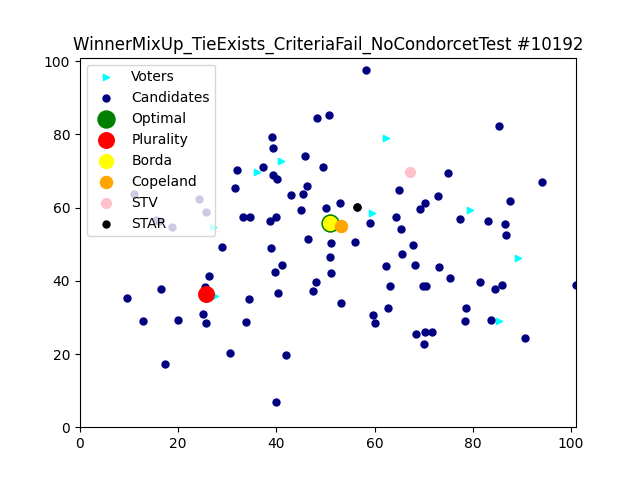 WinnerMixUp_TieExists_CriteriaFail_NoCondorcetTest #10192
100
80
60
40
20
0
Voters
Candidates
Optimal
Plurality
Borda
Copeland
STV
STAR
0 20 40 60 80 100